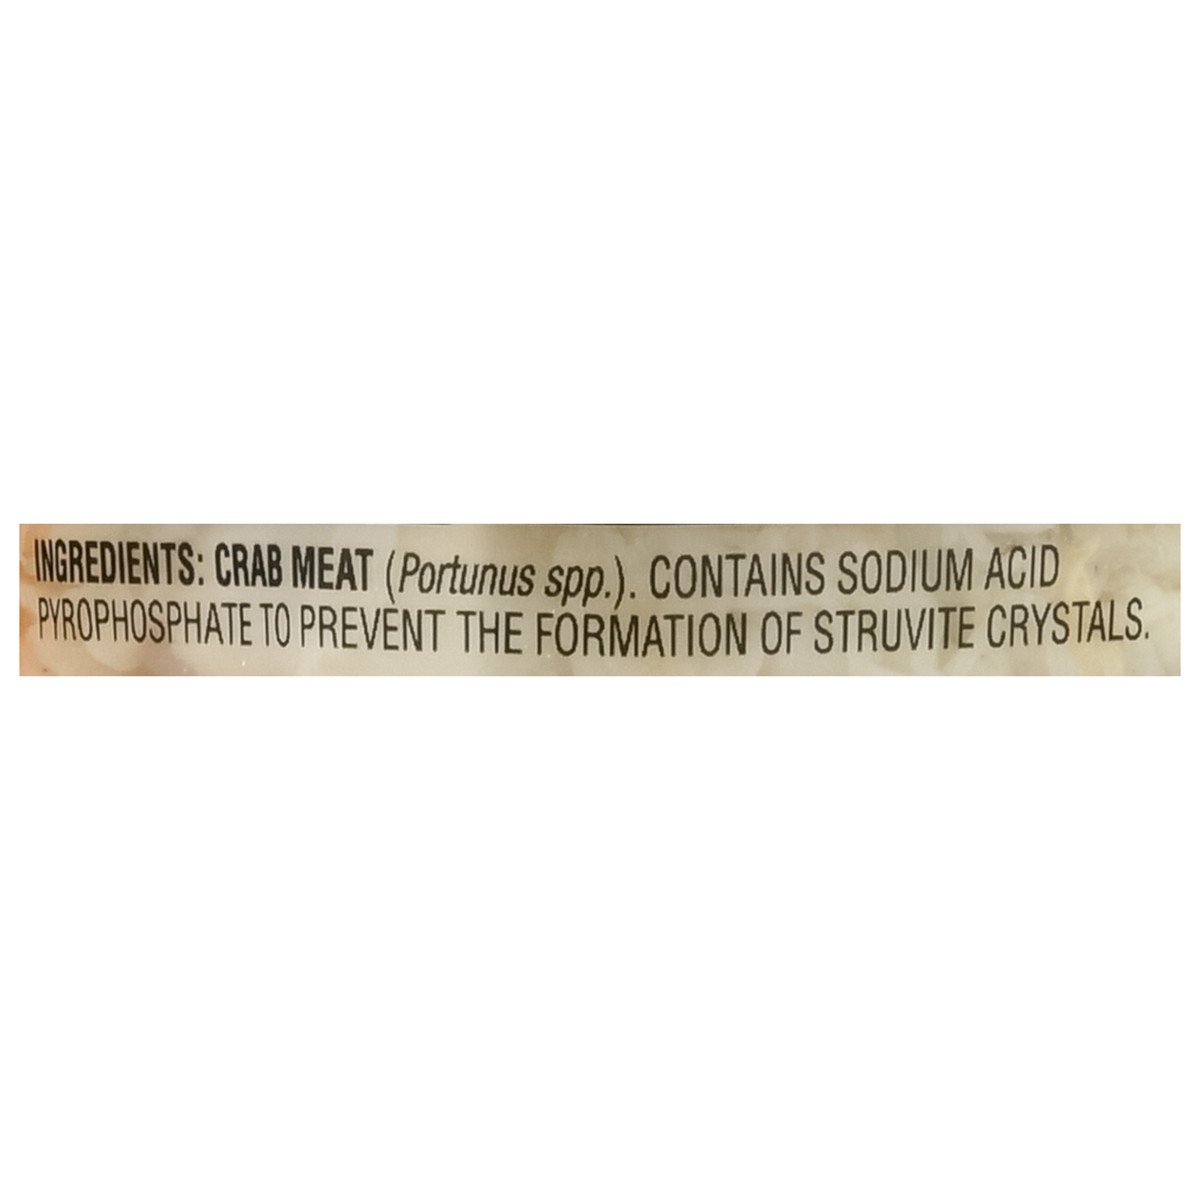 INGREDIENTS: CRAB MEAT (Portunus spp.). CONTAINS SODIUM ACID
PYROPHOSPHATE TO PREVENT THE FORMATION OF STRUVITE CRYSTALS.